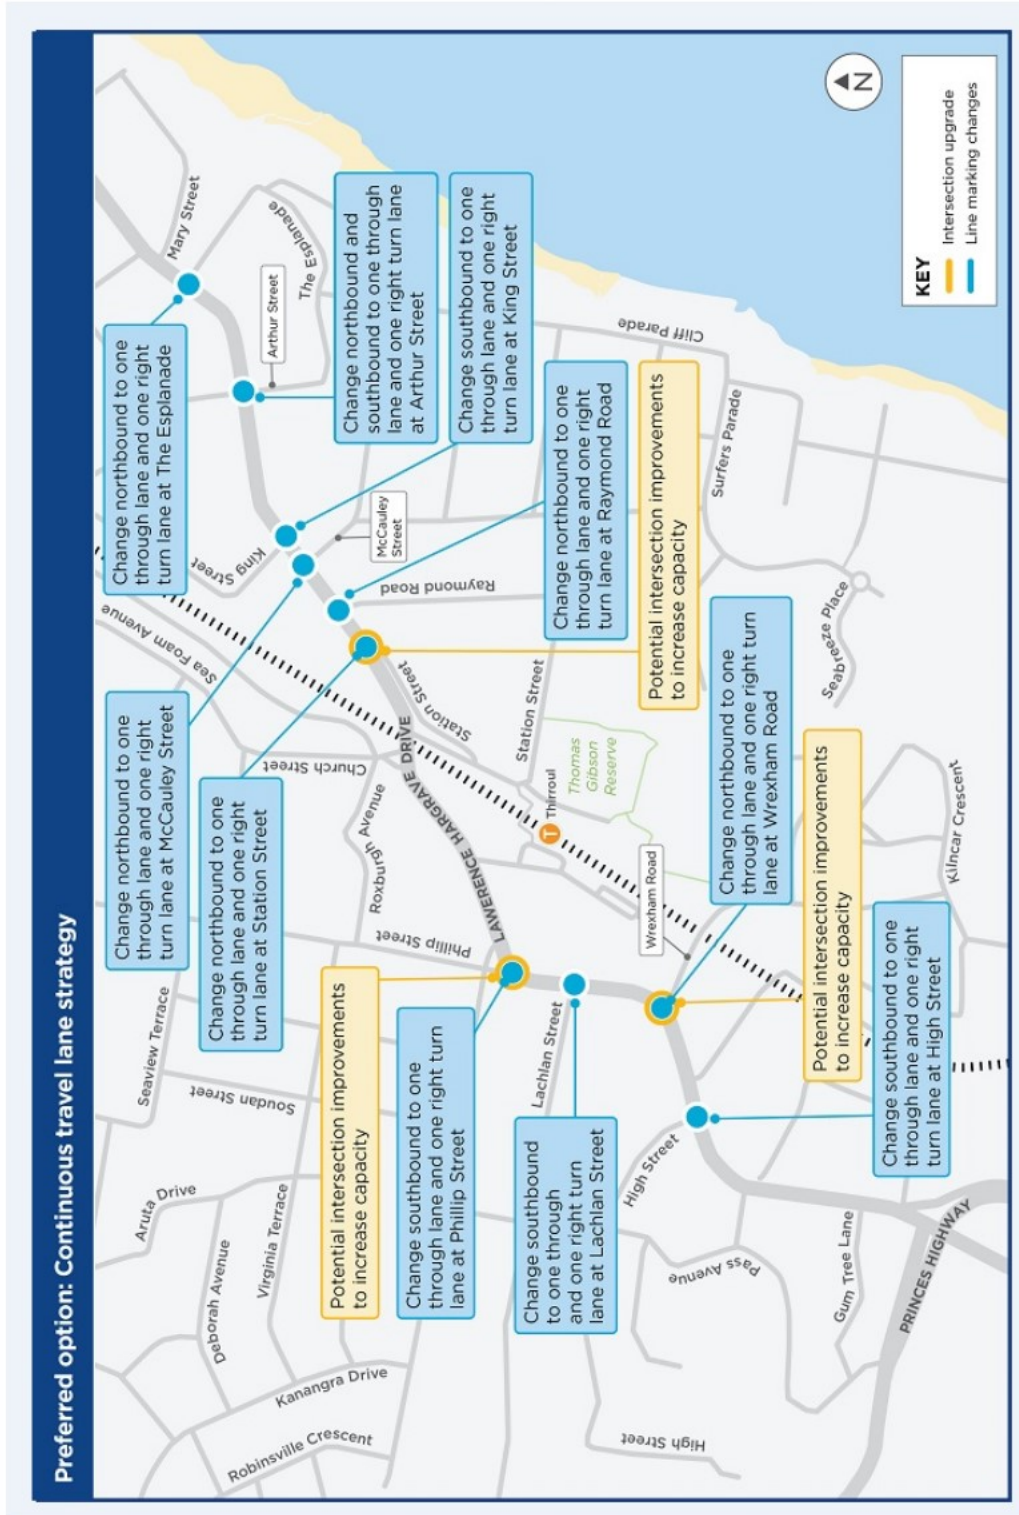 Preferred option: Continuous travel lane strategy
Change northbound to one
through lane and one right
turn lane at McCauley Street
Change northbound to one
through lane and one right
turn lane at The Esplanade
Change northbound to one
through lane and one right
turn lane at Station Street
Potential intersection improvements
to increase capacity
Change southbound to one
through lane and one right turn
lane at Phillip Street
Change southbound
to one through
and one right turn
lane at Lachlan Street
Change northbound and
southbound to one through
lane and one right turn lane
at Arthur Street
Change southbound to one
through lane and one right
turn lane at King Street
Change northbound to one
through lane and one right
turn lane at Raymond Road
Potential intersection improvements
to increase capacity
Change northbound to one
through lane and one right turn
lane at Wrexham Road
Potential intersection improvements
to increase capacity
Change southbound to one
through lane and one right
turn lane at High Street
Mary Street
The Esplanade
Arthur Street
King Street
McCauley
Street
Raymond Road
Sea Foam Avenue
Church Street
Station Street
Station Street
LAWERENCE HARGRAVE DRIVE
Roxburgh Avenue
Phillip Street
Seaview Terrace
Soudan Street
Aruta Drive
Deborah Avenue
Virginia Terrace
Kanangra Drive
Robinsville Crescent
High Street
Lachlan Street
High Street
Pass Avenue
Gum Tree Lane
PRINCES HIGHWAY
Wrexham Road
T
Thirroul
Thomas
Gibson
Reserve
Cliff Parade
Surfers Parade
Seabreeze Place
Kilncar Crescent
N
KEY
Intersection upgrade
Line marking changes